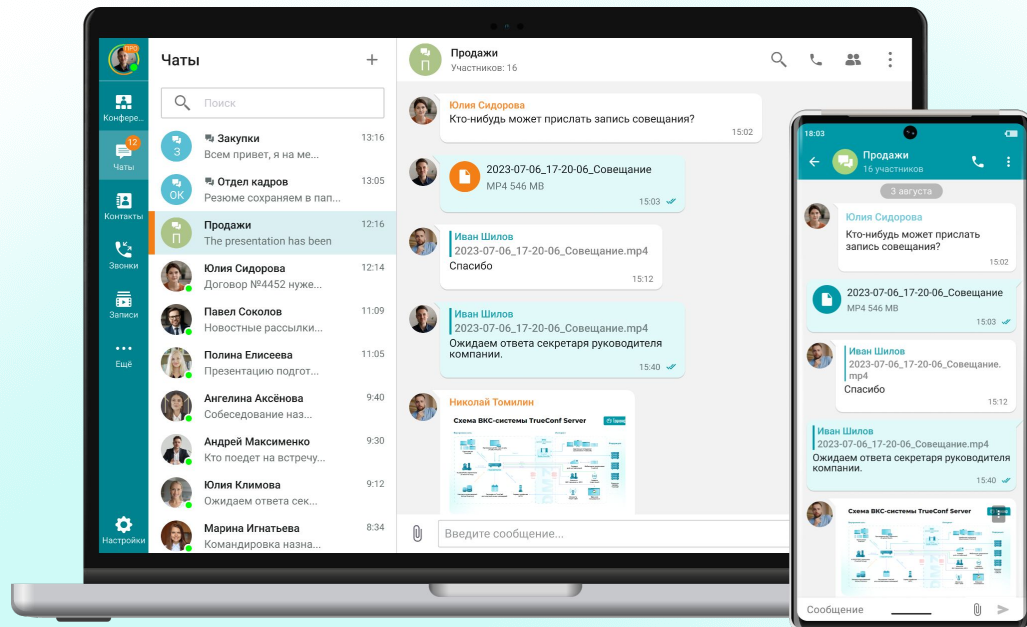 ПРО
Конфере...
12
Чаты
Контакты
Звонки
Записи
Ещё
Настройки
Чаты
Поиск
З
Закупки
13:16
Всем привет, я на ме...
ОК
Отдел кадров
13:05
Резюме сохраняем в пап...
П
Продажи
12:16
The presentation has been
Юлия Сидорова
12:14
Договор №4452 нуже...
Павел Соколов
11:09
Новостные рассылки...
Полина Елисеева
11:05
Презентацию подгот...
Ангелина Аксёнова
9:40
Собеседование наз...
Андрей Максименко
9:30
Кто поедет на встречу...
Юлия Климова
9:12
Ожидаем ответа сек...
Марина Игнатьева
8:34
Командировка назна...
П
Продажи
Участников: 16
Юлия Сидорова
Кто-нибудь может прислать запись совещания?
15:02
2023-07-06_17-20-06_Совещание
MP4 546 MB
15:03
Иван Шилов
2023-07-06_17-20-06_Совещание.mp4
Спасибо
15:12
Иван Шилов
2023-07-06_17-20-06_Совещание.mp4
Ожидаем ответа секретаря руководителя
компании.
15:40
Николай Томилин
Схема ВКС-системы TrueConf Server
Введите сообщение...
18:03
Продажи
16 участников
3 августа
Юлия Сидорова
Кто-нибудь может прислать
запись совещания?
15:02
2023-07-06_17-20-06_Совещание
MP4 546 MB
15:03
Иван Шилов
2023-07-06_17-20-06_Совещание.
mp4
Спасибо
15:12
Иван Шилов
2023-07-06_17-20-06_Совещание.mp4
Ожидаем ответа секретаря руководителя
компании.
15:40
Схема ВКС-системы TrueConf Server
Сообщение